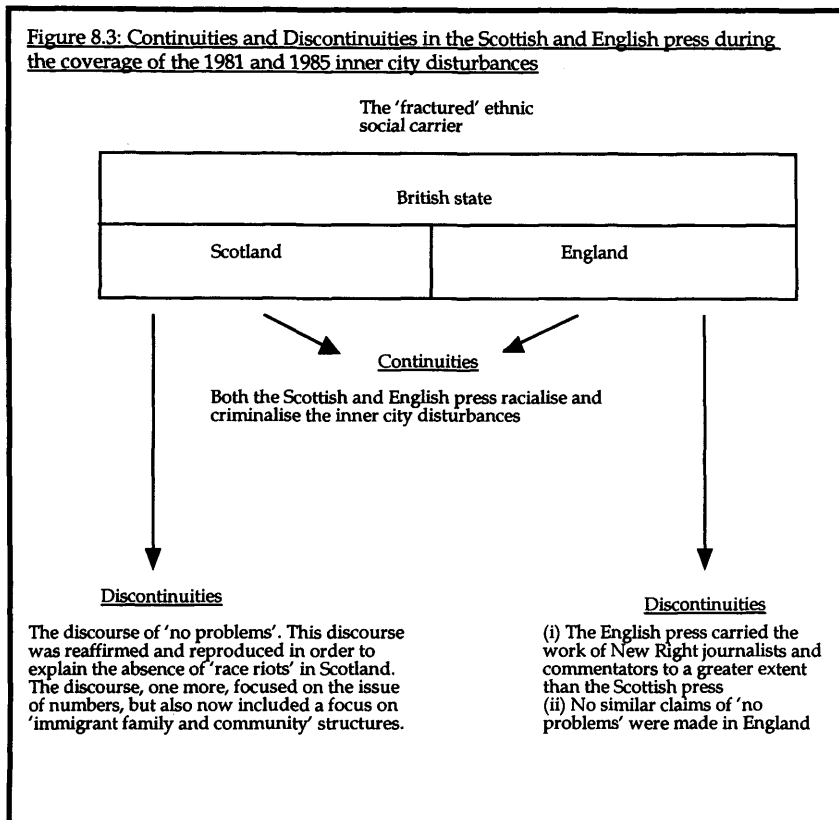 Figure 8.3: Continuities and Discontinuities in the Scottish and English press during
the coverage of the 1981 and 1985 inner city disturbances
The 'fractured' ethnic
social carrier
British state
Scotland
England
Continuities
Both the Scottish and English press racialise and
criminalise the inner city disturbances
Discontinuities
The discourse of 'no problems'. This discourse
was reaffirmed and reproduced in order to
explain the absence of 'race riots' in Scotland.
The discourse, one more, focused on the issue
of numbers, but also now included a focus on
'immigrant family and community' structures.
Discontinuities
(i) The English press carried the
work of New Right journalists and
commentators to a greater extent
than the Scottish press
(ii) No similar claims of 'no
problems' were made in England